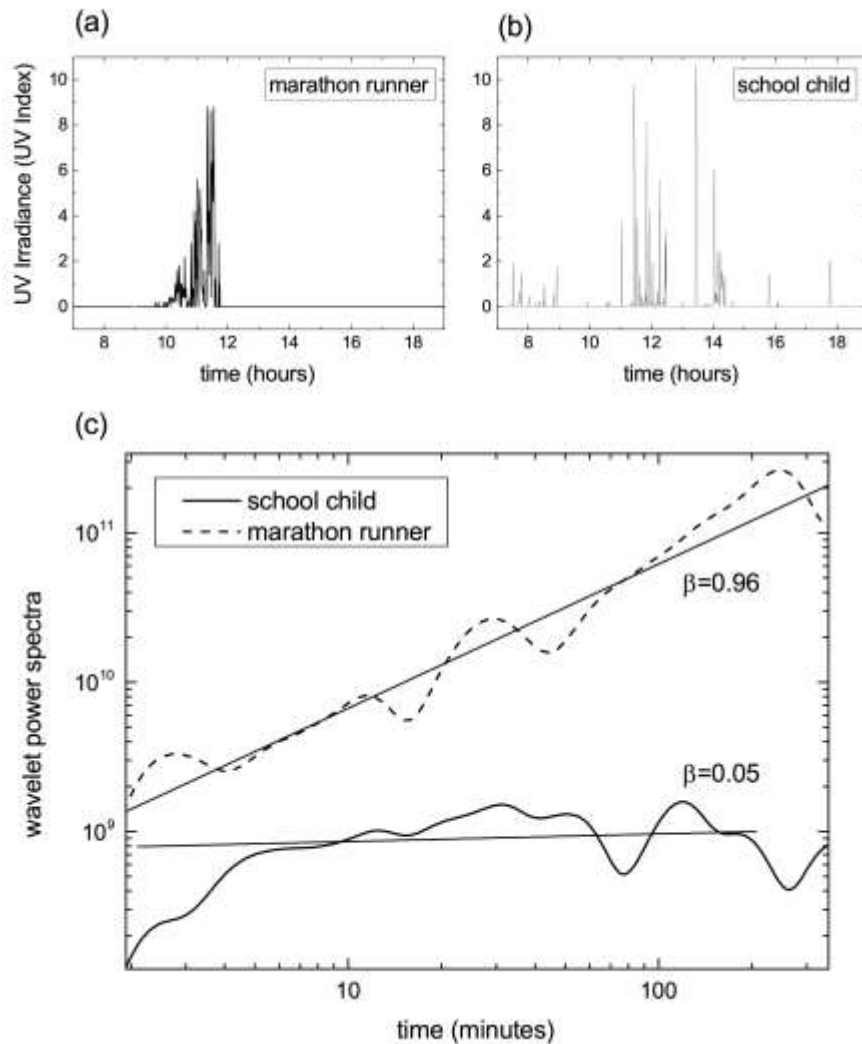 (a)
(b)
marathon runner
school child
UV Irradiance (UV Index)
10
8
6
4
2
0
10
8
6
4
2
0
8 10 12 14 16 18
8 10 12 14 16 18
time (hours)
time (hours)
(c)
school child
marathon runner
β=0.96
β=0.05
wavelet power spectra
10¹¹
10¹⁰
10⁹
10 100
time (minutes)